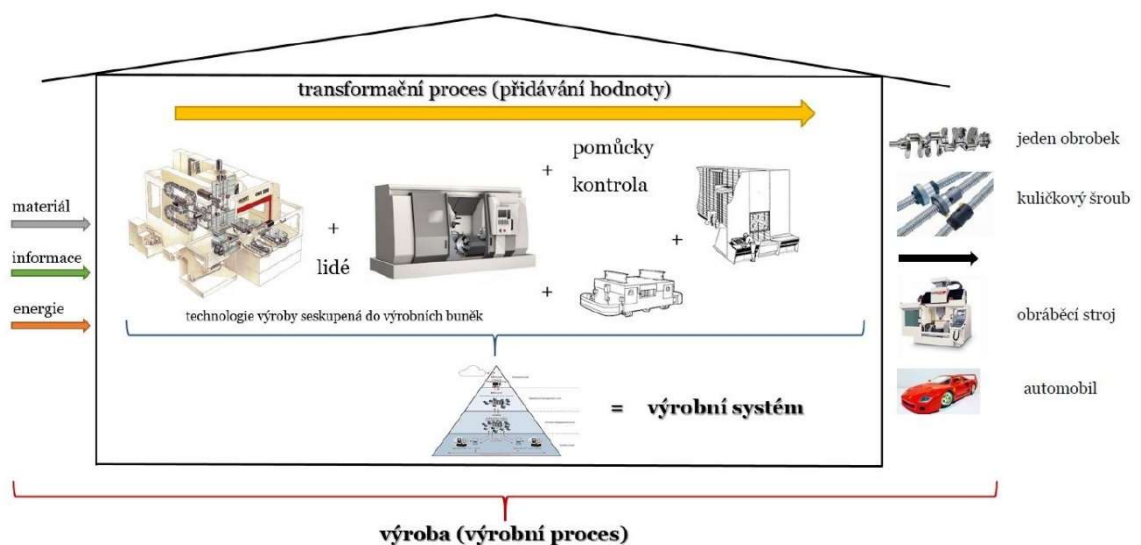 transformační proces (přidávání hodnoty)
materiál
informace
energie
+
lidé
+
pomůcky
kontrola
+
+
technologie výroby seskupená do výrobních buněk
= výrobní systém
jeden obrobek
kuličkový šroub
obráběcí stroj
automobil
výroba (výrobní proces)